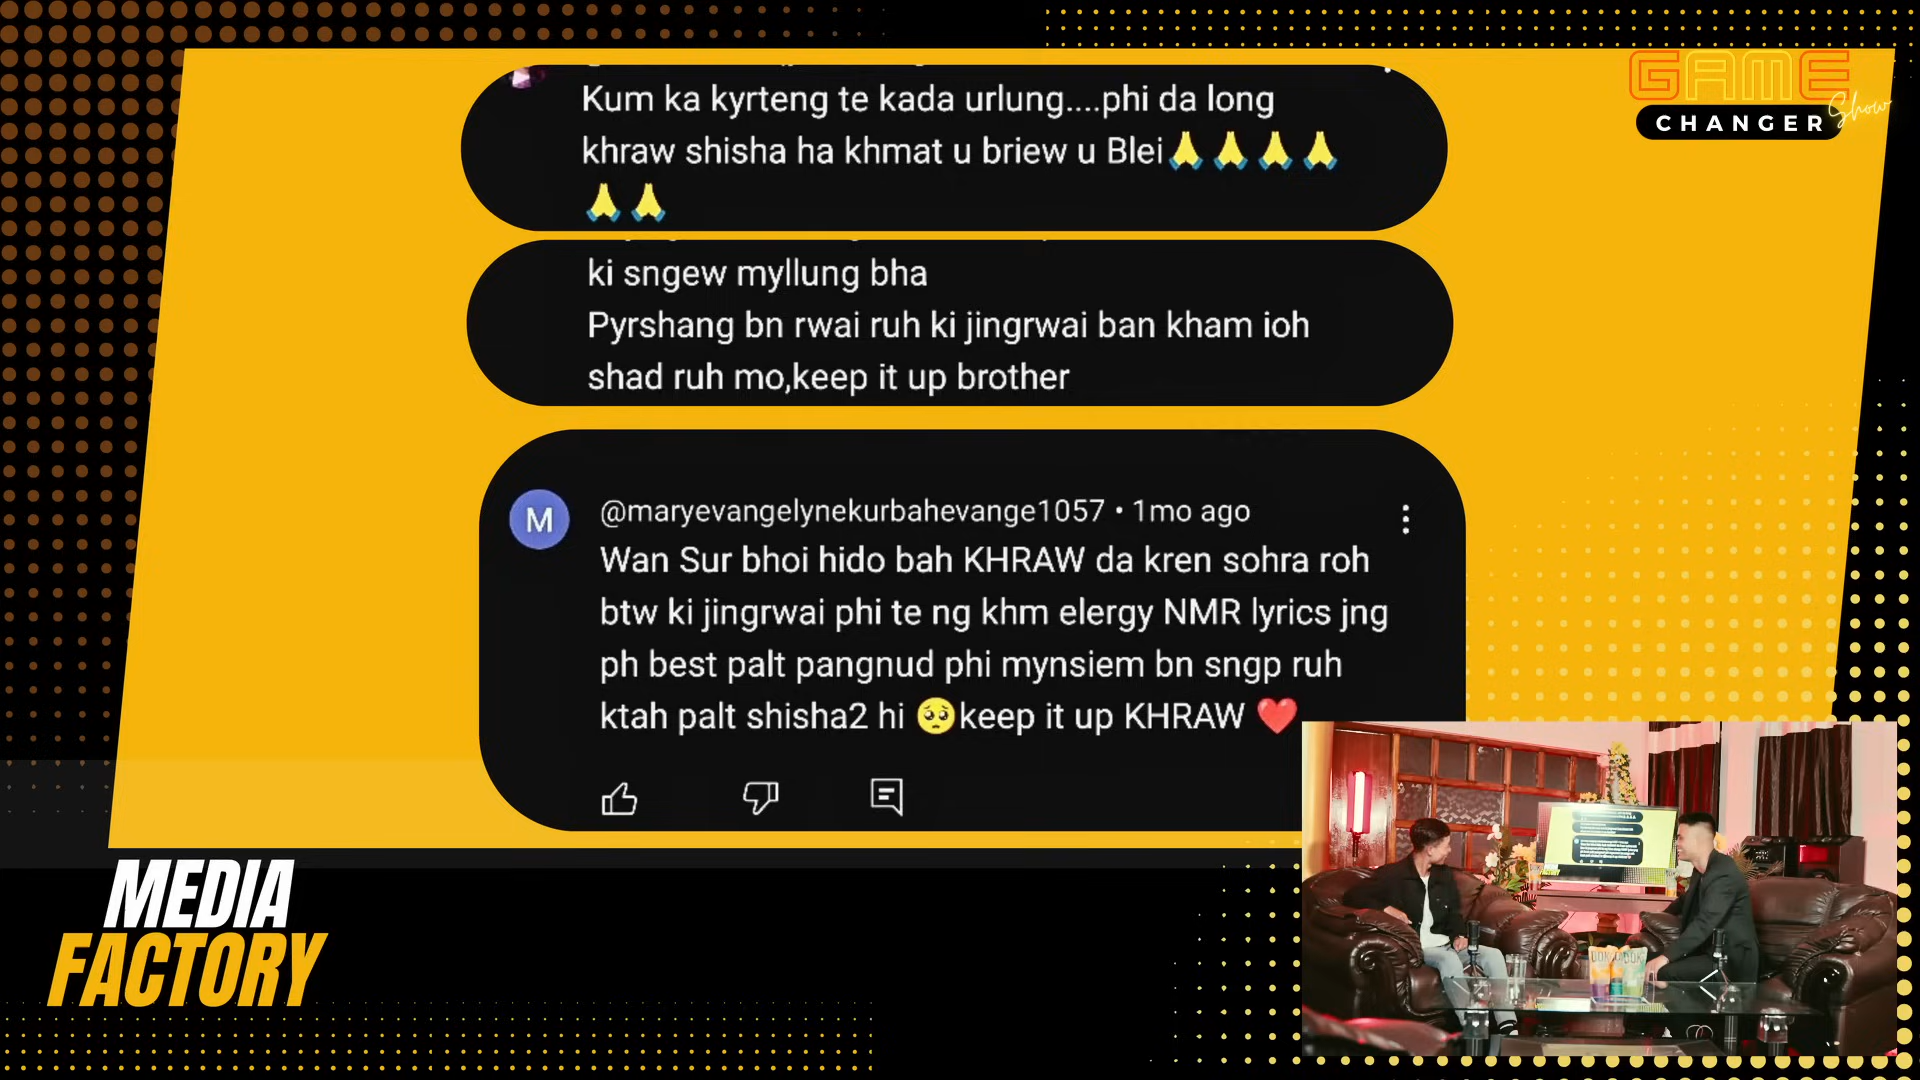 GAME
CHANGER
Show
Kum ka kyrteng te kada urlung....phi da long
khraw shisha ha khmat u briew u Blei🙏🙏🙏🙏
🙏🙏
ki sngew myllung bha
Pyrshang bn rwai ruh ki jingrwai ban kham ioh
shad ruh mo,keep it up brother
M
@maryevangelynekurbahevange1057 • 1mo ago
Wan Sur bhoi hido bah KHRAW da kren sohra roh
btw ki jingrwai phi te ng khm elergy NMR lyrics jng
ph best palt pangnud phi mynsiem bn sngp ruh
ktah palt shisha2 hi 🥺keep it up KHRAW ❤️
MEDIA
FACTORY